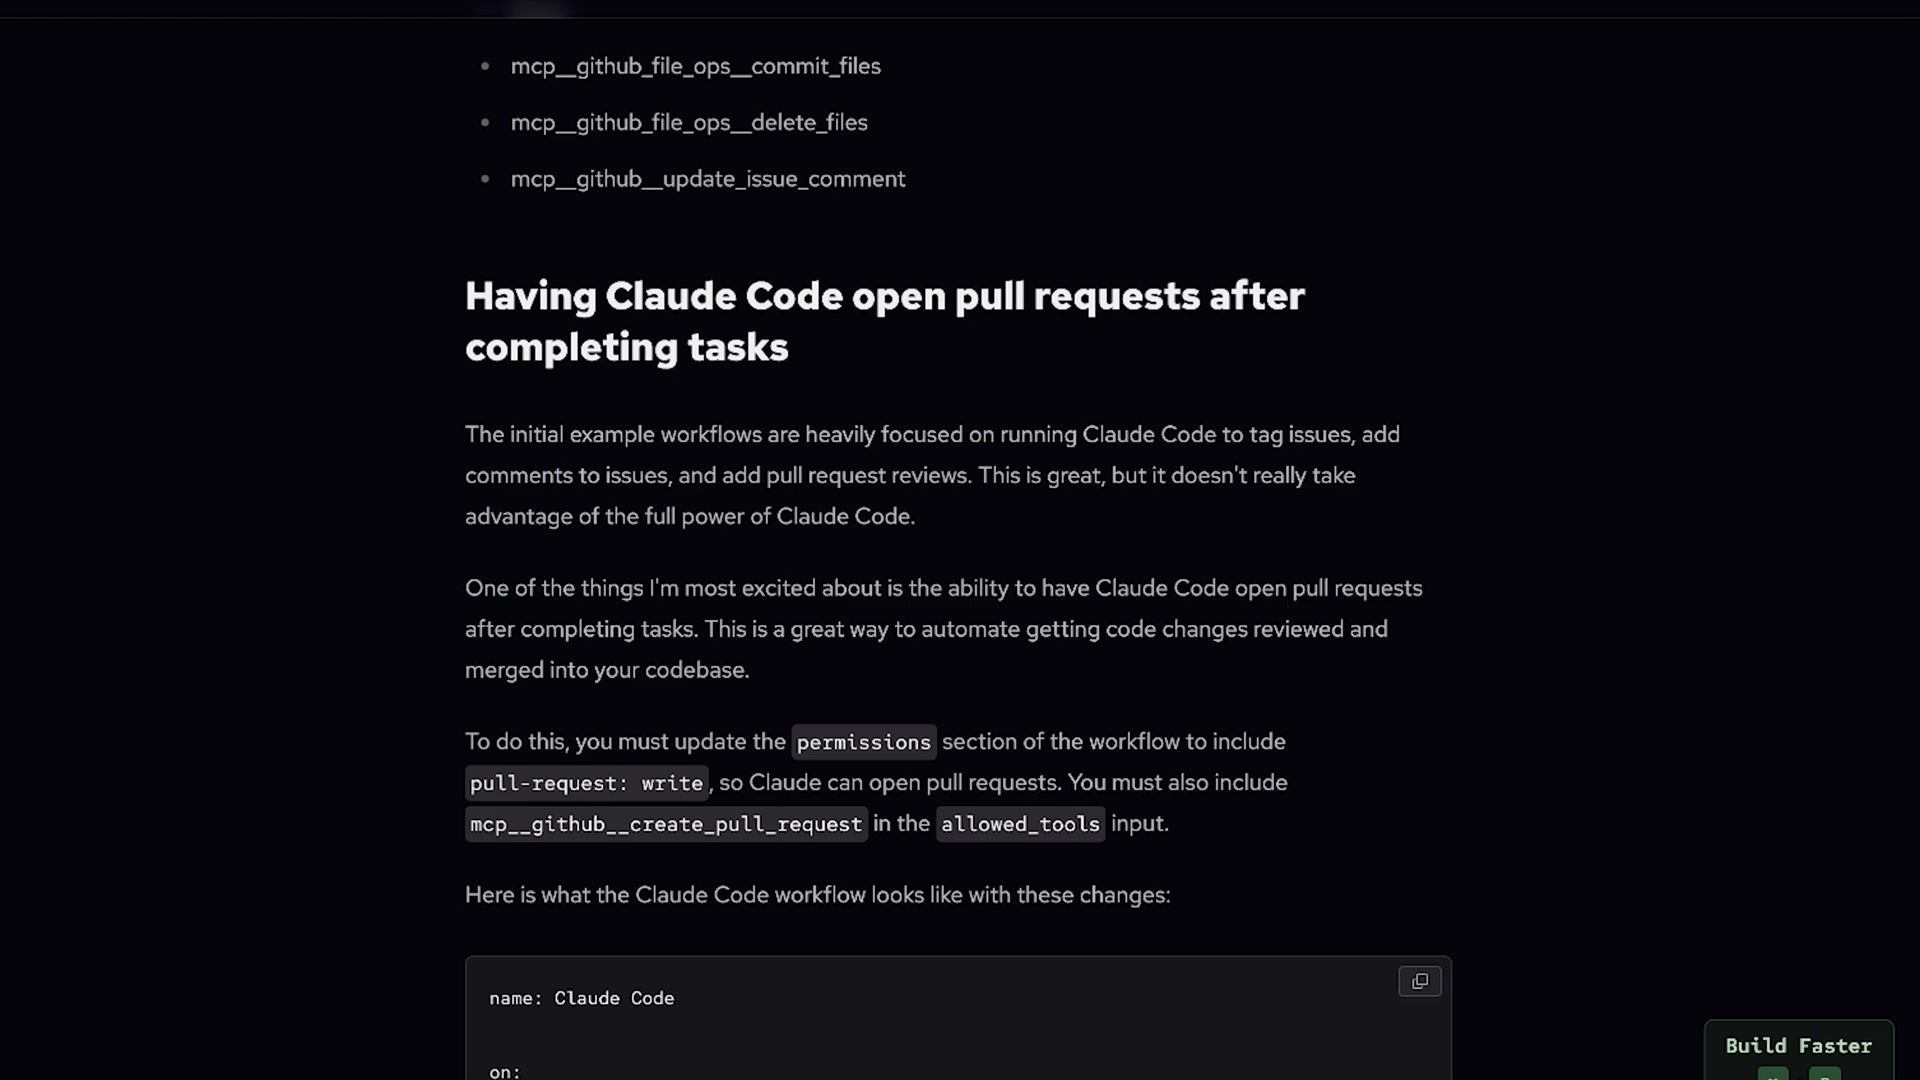 mcp__github_file_ops__commit_files
mcp__github_file_ops__delete_files
mcp__github__update_issue_comment
Having Claude Code open pull requests after
completing tasks
The initial example workflows are heavily focused on running Claude Code to tag issues, add
comments to issues, and add pull request reviews. This is great, but it doesn't really take
advantage of the full power of Claude Code.
One of the things I'm most excited about is the ability to have Claude Code open pull requests
after completing tasks. This is a great way to automate getting code changes reviewed and
merged into your codebase.
To do this, you must update the permissions section of the workflow to include
pull-request: write, so Claude can open pull requests. You must also include
mcp__github__create_pull_request in the allowed_tools input.
Here is what the Claude Code workflow looks like with these changes:
name: Claude Code
on:
Build Faster